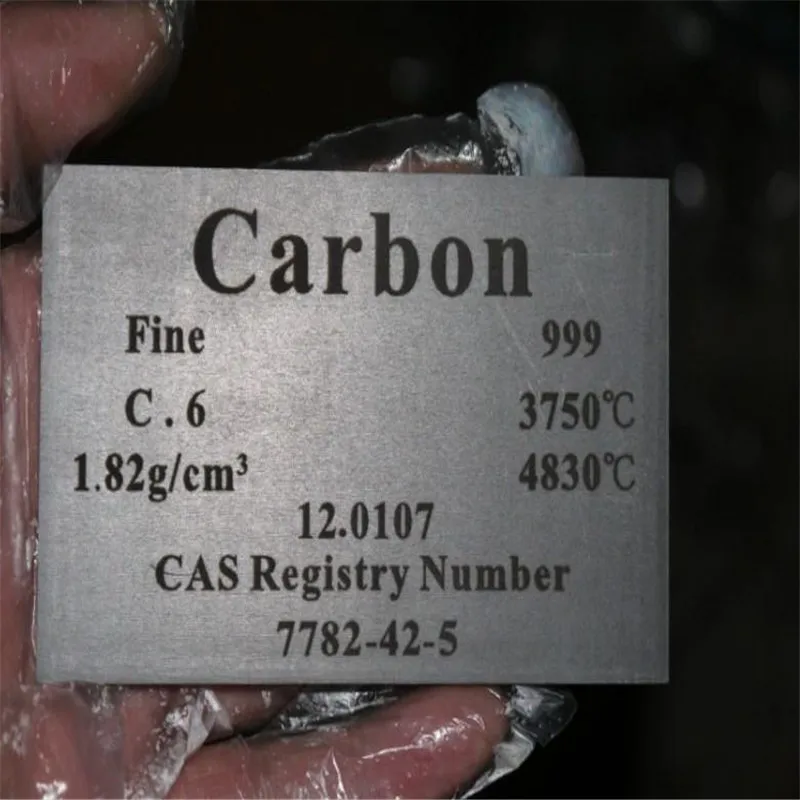 Carbon
Fine 999
C . 6 3750℃
1.82g/cm³ 4830℃
12.0107
CAS Registry Number
7782-42-5